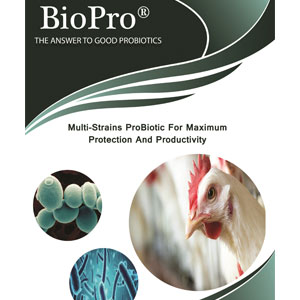 BioPro®
THE ANSWER TO GOOD PROBIOTICS
Multi-Strains ProBiotic For Maximum
Protection And Productivity